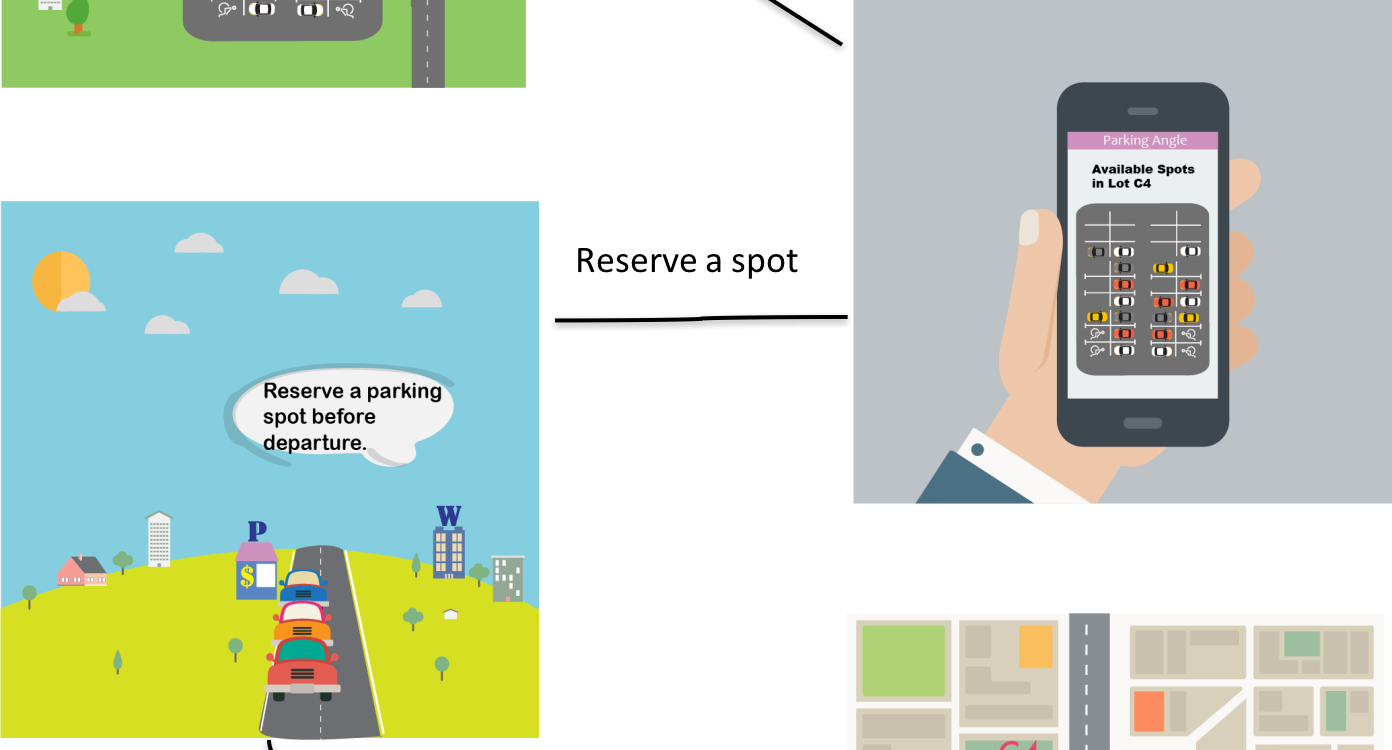 Parking Angle
Available Spots
in Lot C4
Reserve a spot
Reserve a parking
spot before
departure.
P
W
$